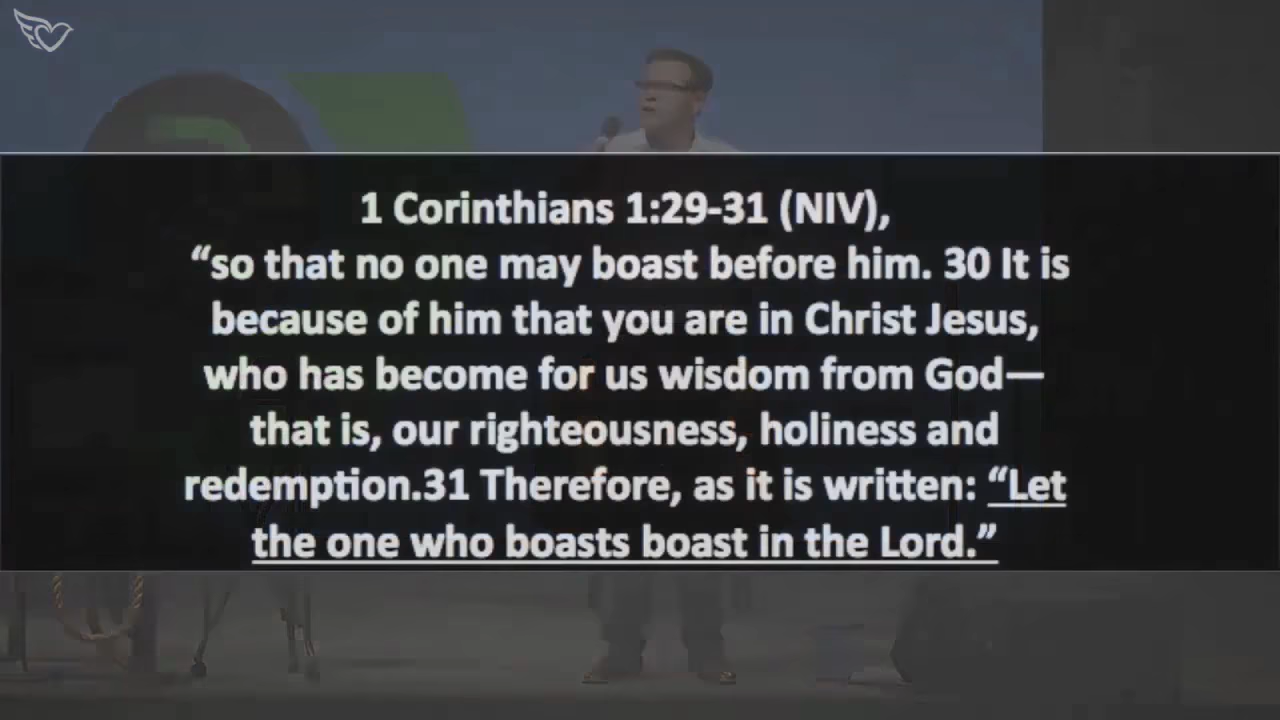 1 Corinthians 1:29-31 (NIV),
“so that no one may boast before him. 30 It is
because of him that you are in Christ Jesus,
who has become for us wisdom from God—
that is, our righteousness, holiness and
redemption.31 Therefore, as it is written: “Let
the one who boasts boast in the Lord.”